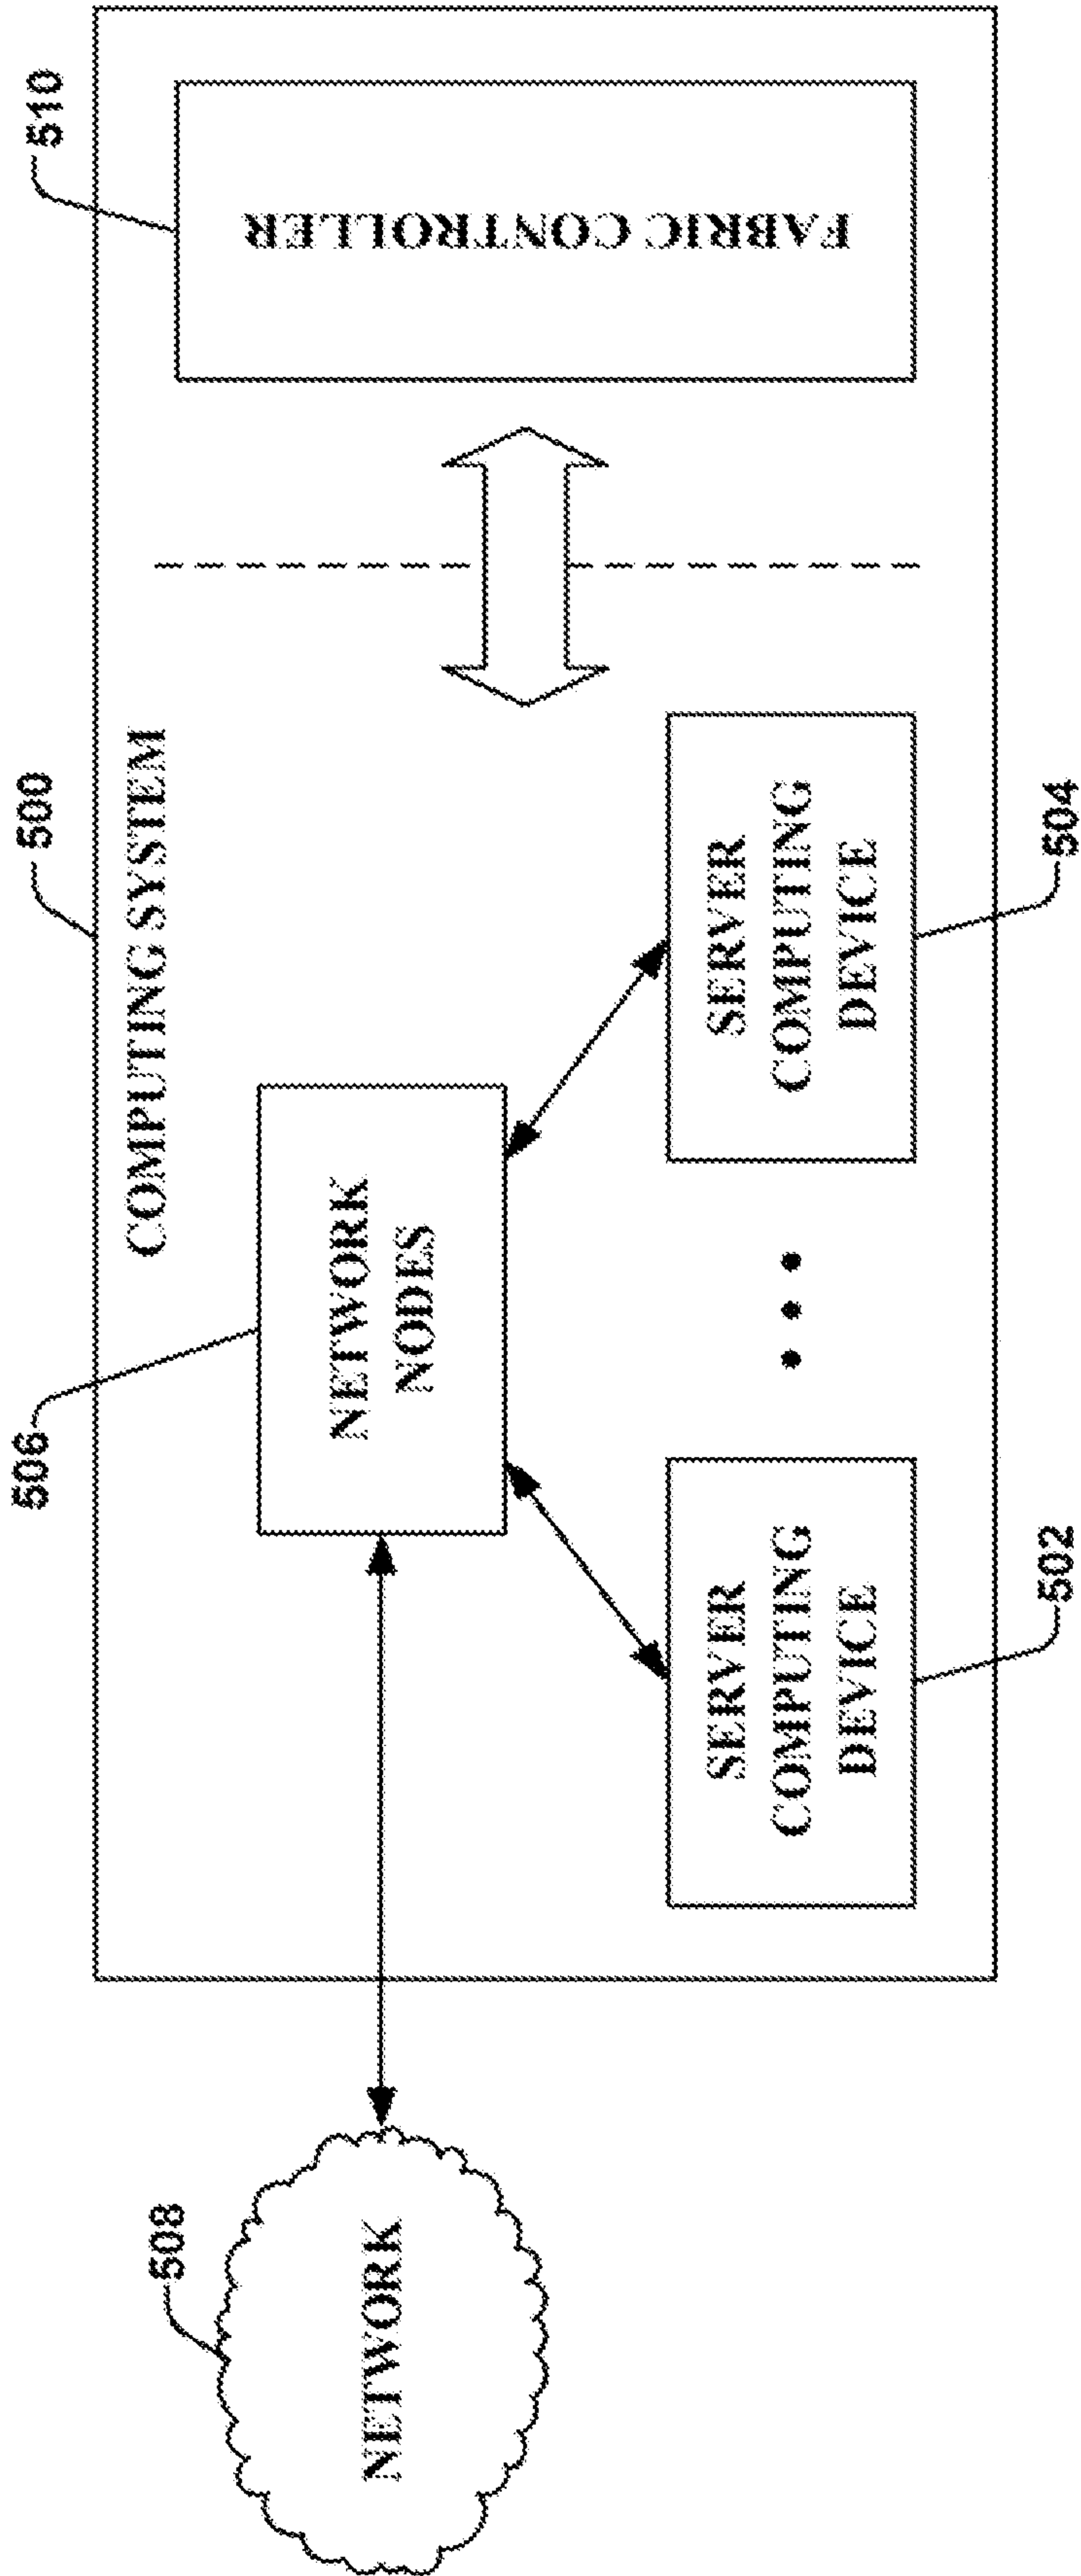 500
COMPUTING SYSTEM
510
FABRIC CONTROLLER
506
NETWORK
NODES
508
NETWORK
SERVER
COMPUTING
DEVICE
502
SERVER
COMPUTING
DEVICE
504